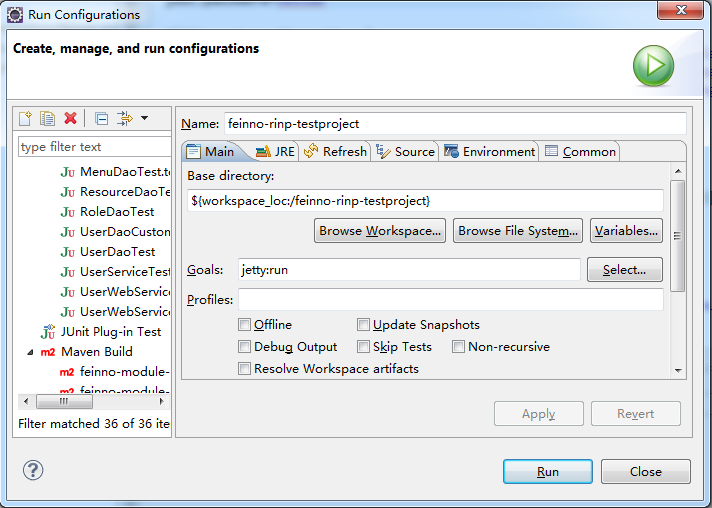 Run Configurations
Create, manage, and run configurations
type filter text
MenuDaoTest.te
ResourceDaoTe
RoleDaoTest
UserDaoCustom
UserDaoTest
UserServiceTest
UserWebService
UserWebService
JUnit Plug-in Test
Maven Build
feinno-module-
feinno-module-
Filter matched 36 of 36 ite
Name: feinno-rinp-testproject
Main JRE Refresh Source Environment Common
Base directory:
${workspace_loc:/feinno-rinp-testproject}
Browse Workspace... Browse File System... Variables...
Goals: jetty:run Select...
Profiles:
Offline Update Snapshots
Debug Output Skip Tests Non-recursive
Resolve Workspace artifacts
Apply Revert
Run Close